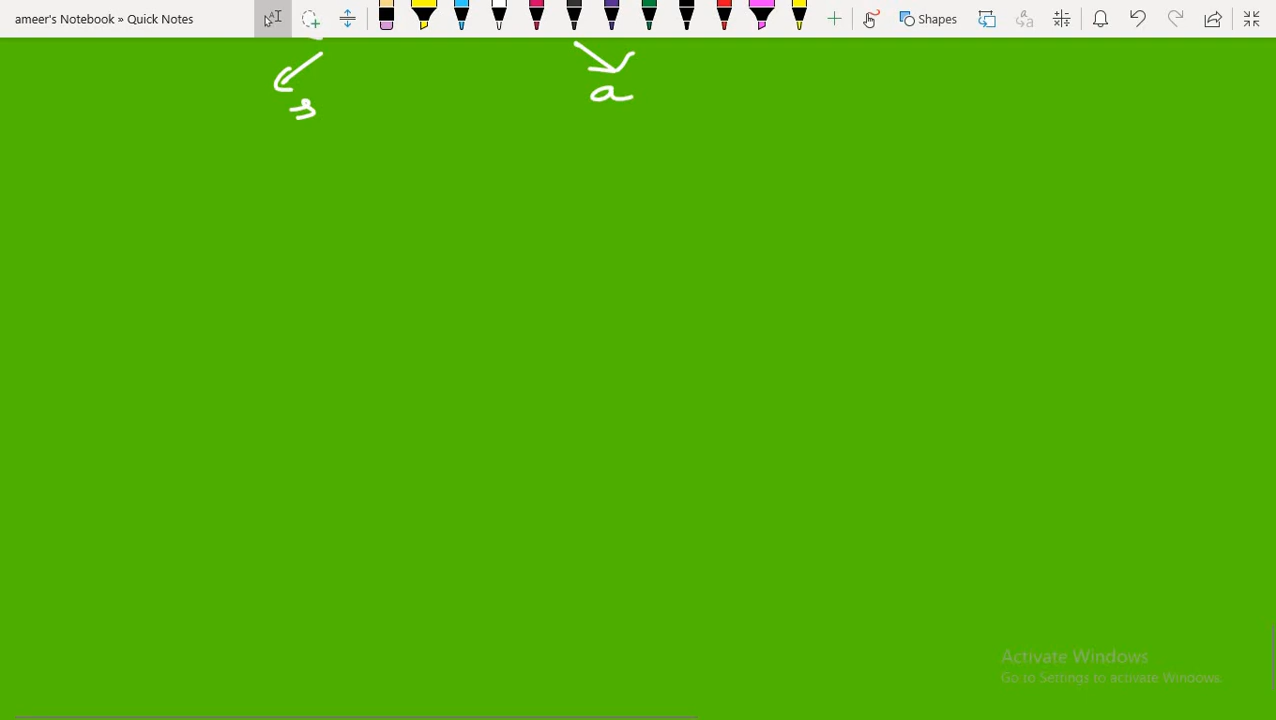 ameer's Notebook » Quick Notes
Shapes
a
Activate Windows
Go to Settings to activate Windows.